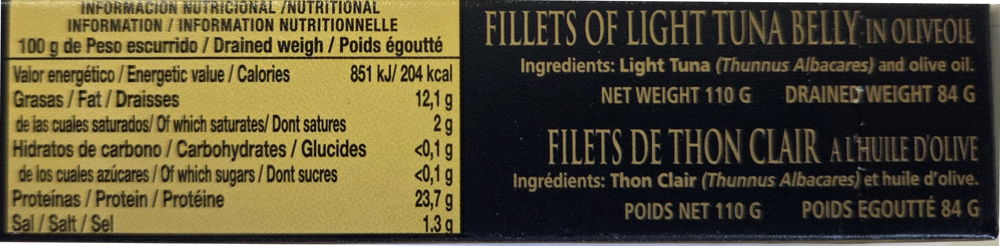 INFORMACIÓN NUTRICIONAL /NUTRITIONAL
INFORMATION / INFORMATION NUTRITIONNELLE
100 g de Peso escurrido / Drained weigh / Poids égoutté
Valor energético / Energetic value / Calories 851 kJ/ 204 kcal
Grasas / Fat / Draisses 12,1 g
de las cuales saturados/ Of which saturates/ Dont satures 2 g
Hidratos de carbono / Carbohydrates / Glucides <0,1 g
de los cuales azúcares / Of which sugars / Dont sucres <0,1 g
Proteínas / Protein / Protéine 23,7 g
Sal / Salt / Sel 1.3 g
FILLETS OF LIGHT TUNA BELLY IN OLIVEOIL
Ingredients: Light Tuna (Thunnus Albacares) and olive oil.
NET WEIGHT 110 G DRAINED WEIGHT 84 G
FILETS DE THON CLAIR A L'HUILE D'OLIVE
Ingrédients: Thon Clair (Thunnus Albacares) et huile d'olive.
POIDS NET 110 G POIDS EGOUTTÉ 84 G